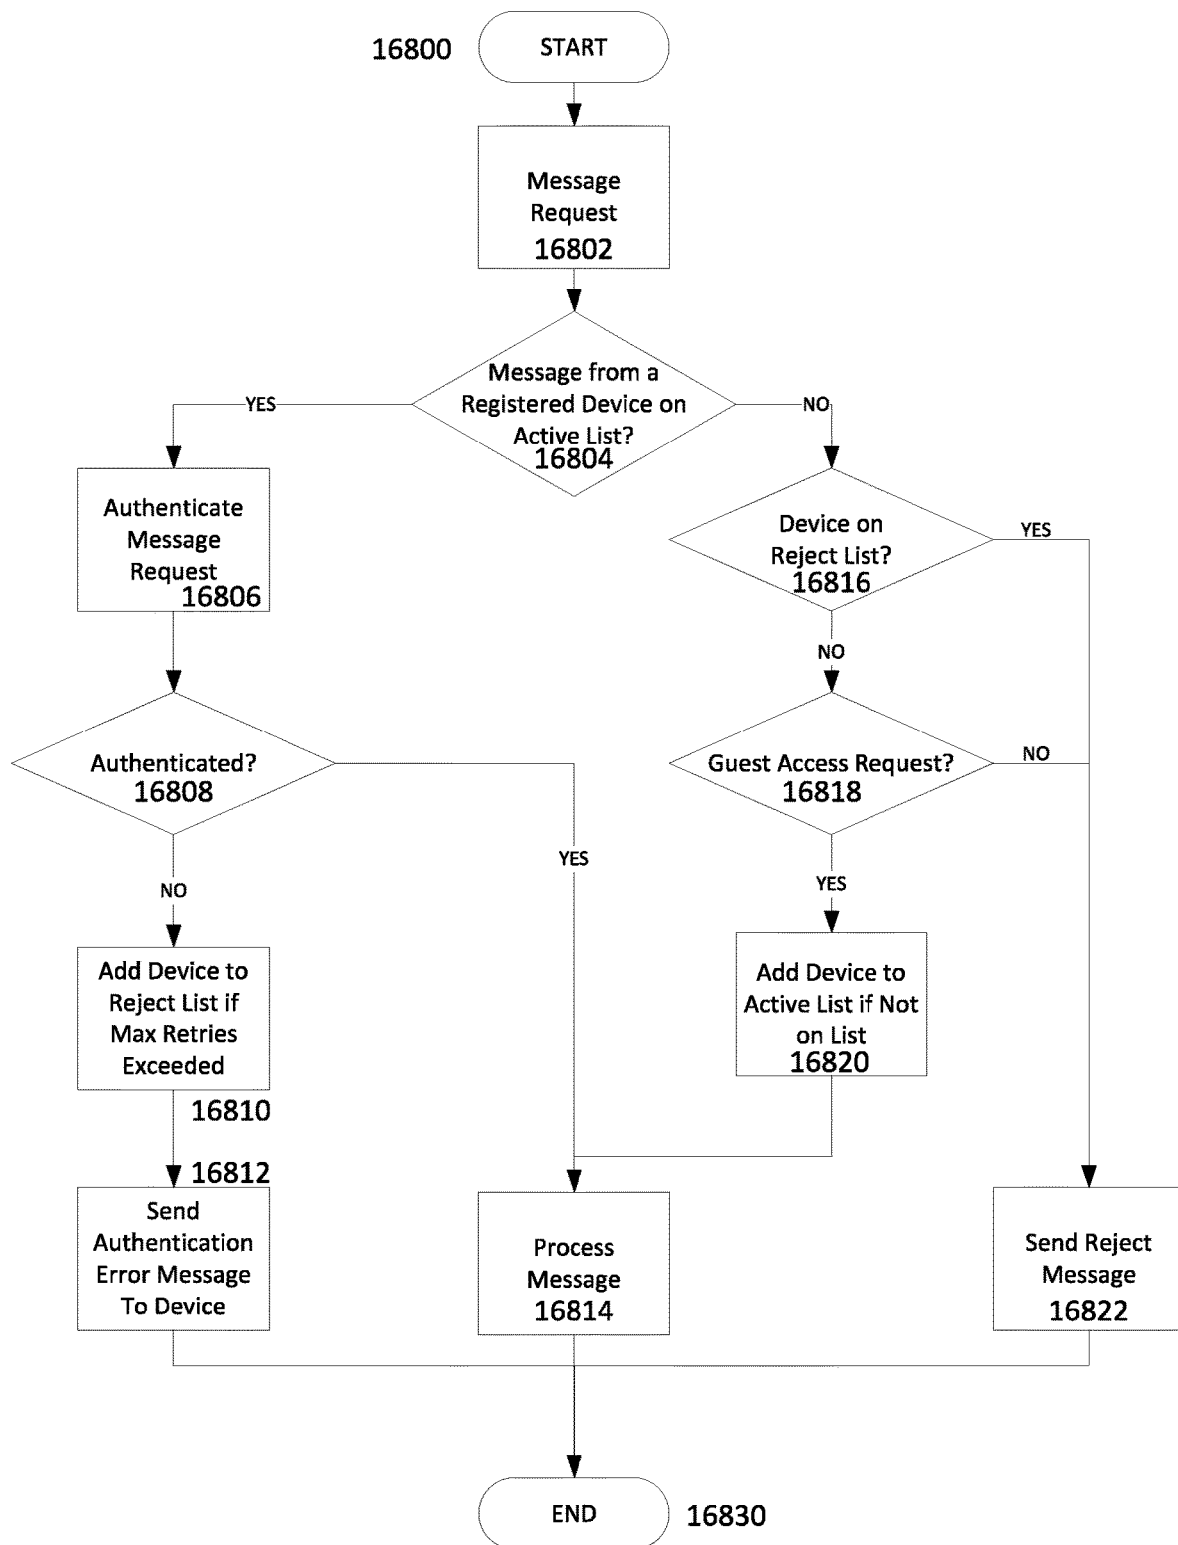 16800
START
Message
Request
16802
Message from a
Registered Device on
Active List?
16804
YES
NO
Authenticate
Message
Request
16806
Device on
Reject List?
16816
YES
NO
Authenticated?
16808
Guest Access Request?
16818
NO
YES
NO
YES
Add Device to
Reject List if
Max Retries
Exceeded
16810
Add Device to
Active List if Not
on List
16820
16812
Send
Authentication
Error Message
To Device
Process
Message
16814
Send Reject
Message
16822
END
16830